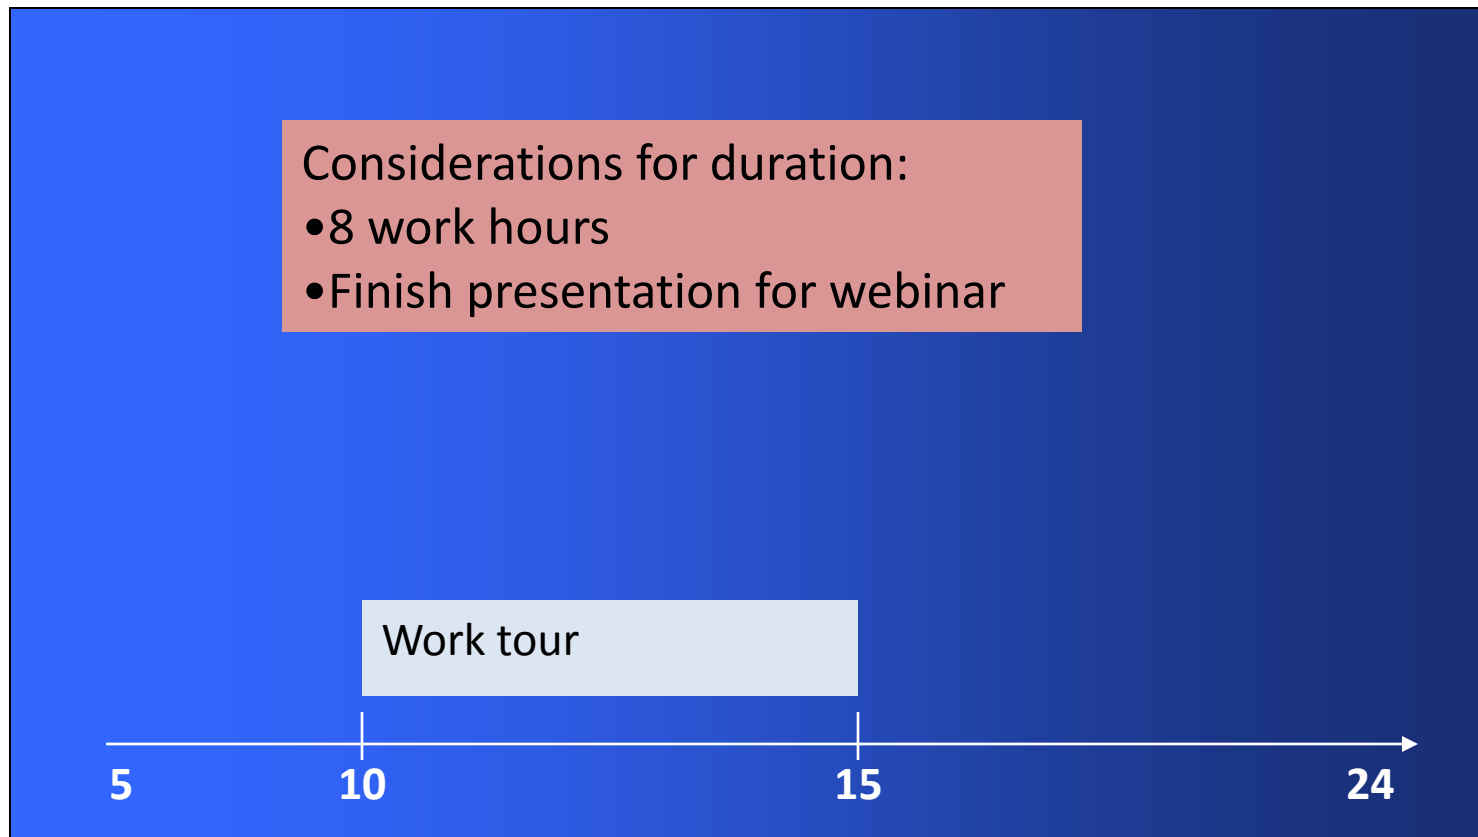 Considerations for duration:
•8 work hours
•Finish presentation for webinar
Work tour
5 10 15 24